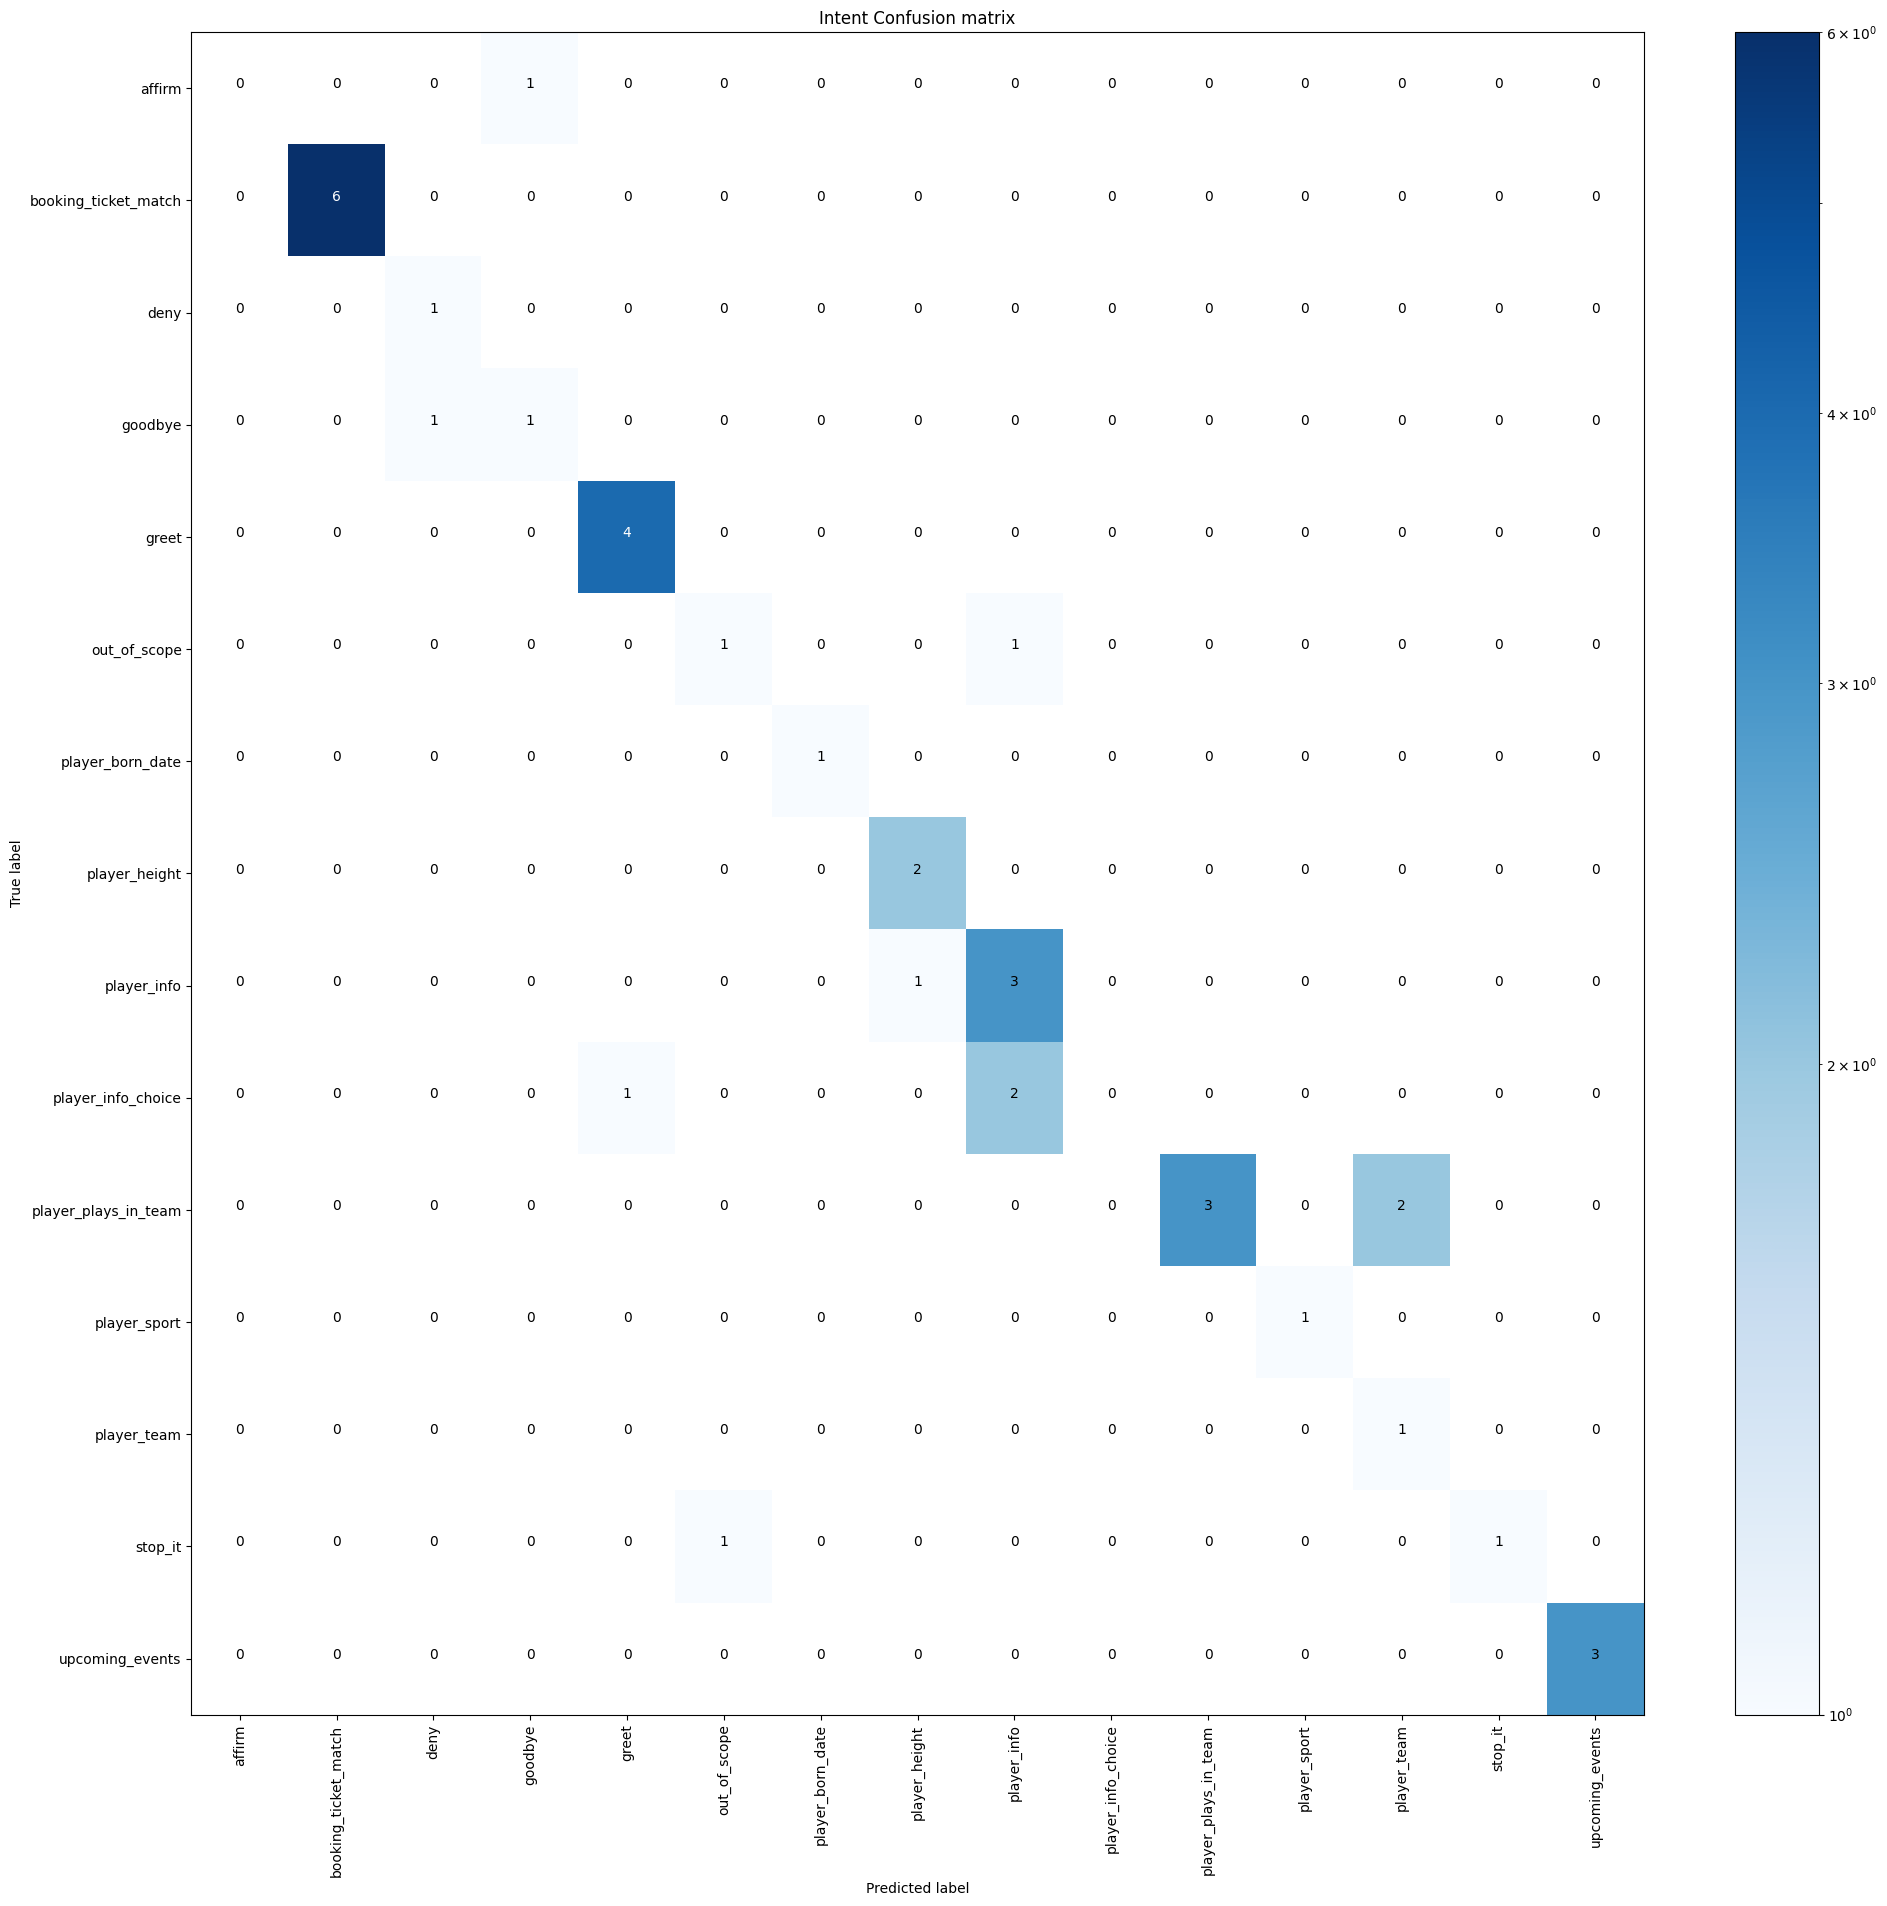 Intent Confusion matrix
affirm 0 0 0 1 0 0 0 0 0 0 0 0 0 0 0
booking_ticket_match 0 6 0 0 0 0 0 0 0 0 0 0 0 0 0
deny 0 0 1 0 0 0 0 0 0 0 0 0 0 0 0
goodbye 0 0 1 1 0 0 0 0 0 0 0 0 0 0 0
greet 0 0 0 0 4 0 0 0 0 0 0 0 0 0 0
out_of_scope 0 0 0 0 0 1 0 0 1 0 0 0 0 0 0
player_born_date 0 0 0 0 0 0 1 0 0 0 0 0 0 0 0
player_height 0 0 0 0 0 0 0 2 0 0 0 0 0 0 0
player_info 0 0 0 0 0 0 0 1 3 0 0 0 0 0 0
player_info_choice 0 0 0 0 1 0 0 0 2 0 0 0 0 0 0
player_plays_in_team 0 0 0 0 0 0 0 0 0 0 3 0 2 0 0
player_sport 0 0 0 0 0 0 0 0 0 0 0 1 0 0 0
player_team 0 0 0 0 0 0 0 0 0 0 0 0 1 0 0
stop_it 0 0 0 0 0 1 0 0 0 0 0 0 0 1 0
upcoming_events 0 0 0 0 0 0 0 0 0 0 0 0 0 0 3
True label
affirm
booking_ticket_match
deny
goodbye
greet
out_of_scope
player_born_date
player_height
player_info
player_info_choice
player_plays_in_team
player_sport
player_team
stop_it
upcoming_events
Predicted label
6 × 10⁰
4 × 10⁰
3 × 10⁰
2 × 10⁰
10⁰